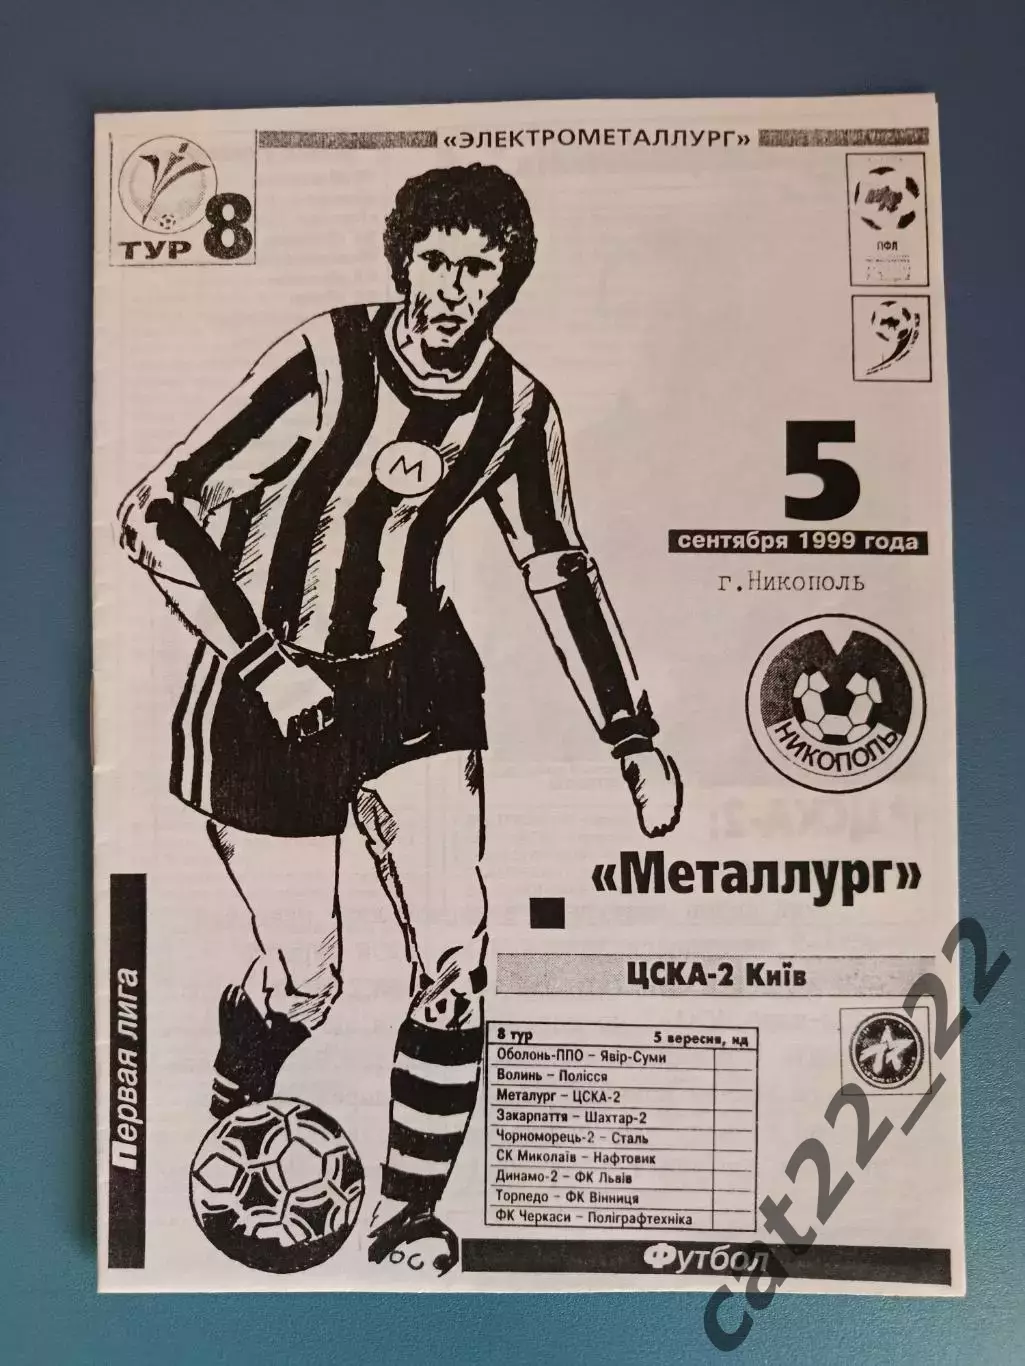 «ЭЛЕКТРОМЕТАЛЛУРГ»
ТУР 8
ПФЛ
5
сентября 1999 года
г.Никополь
М
НИКОПОЛЬ
«Металлург»
ЦСКА-2 Київ
Первая лига
8 тур 5 вересня, нд
Оболонь-ППО – Явір-Суми
Волинь – Полісся
Металург – ЦСКА-2
Закарпаття – Шахтар-2
Чорноморець-2 – Сталь
СК Миколаїв – Нафтовик
Динамо-2 – ФК Львів
Торпедо – ФК Вінниця
ФК Черкаси – Поліграфтехніка
Футбол
cat22_22